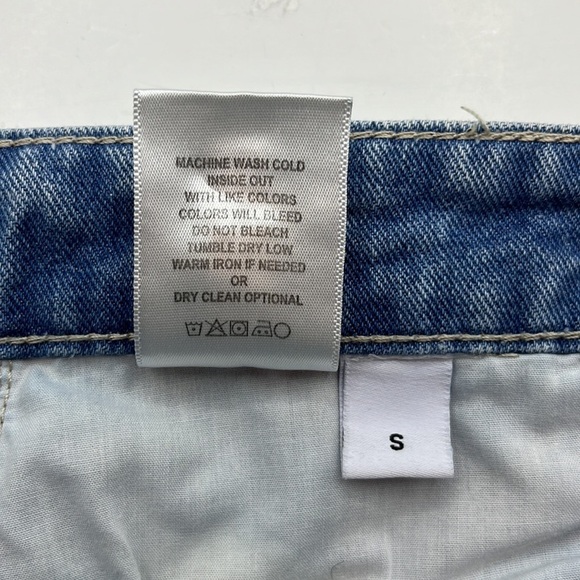 MACHINE WASH COLD
INSIDE OUT
WITH LIKE COLORS
COLORS WILL BLEED
DO NOT BLEACH
TUMBLE DRY LOW
WARM IRON IF NEEDED
OR
DRY CLEAN OPTIONAL
S